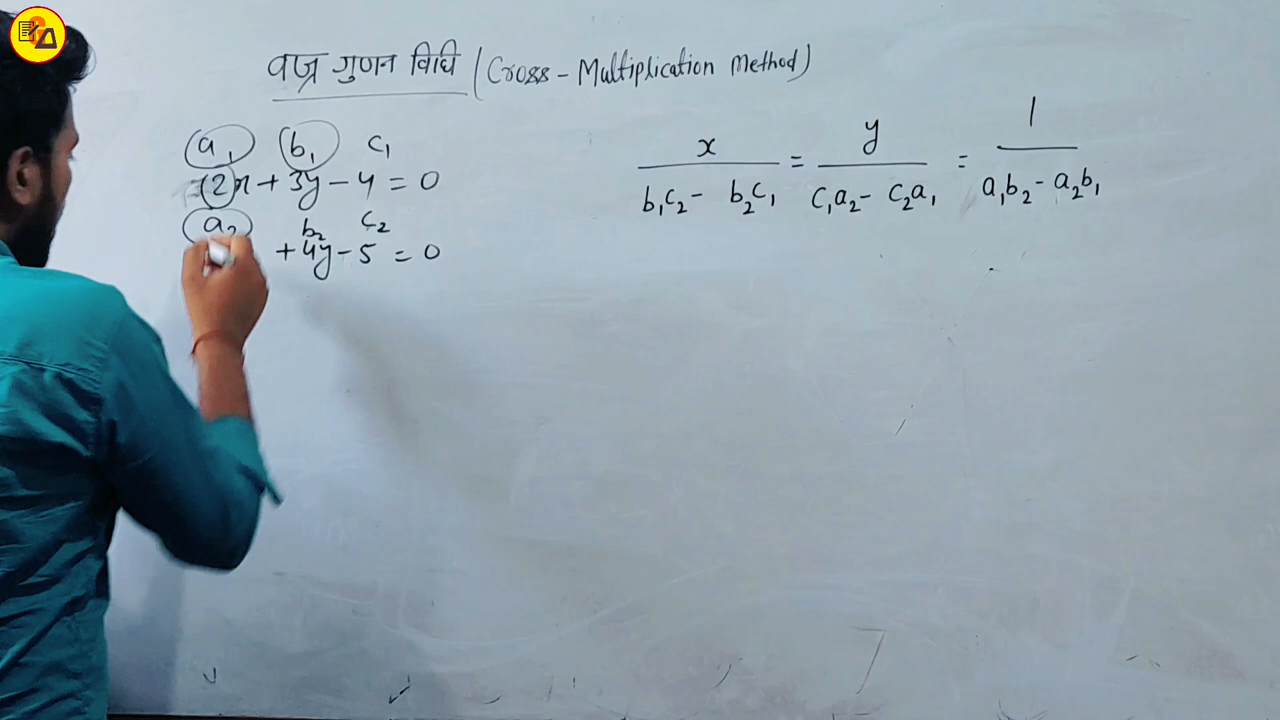 वज्र गुणन विधि (Cross-Multiplication Method)
a₁ b₁ c₁
2x + 3y - 4 = 0
a₂ b₂ c₂
+ 4y - 5 = 0
x / (b₁c₂ - b₂c₁) = y / (c₁a₂ - c₂a₁) = 1 / (a₁b₂ - a₂b₁)